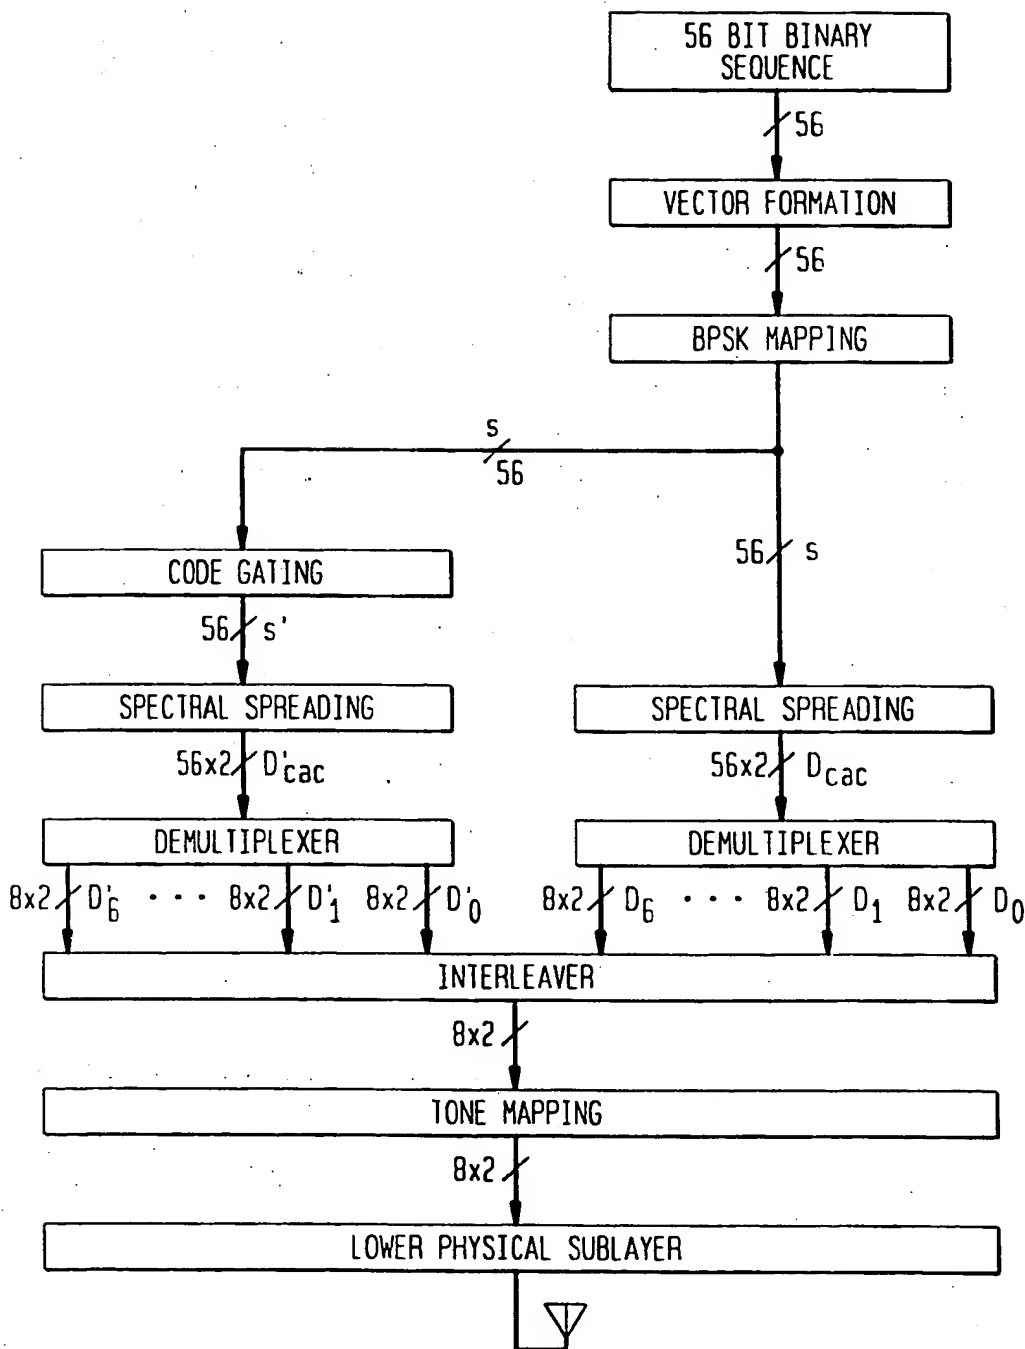 56 BIT BINARY
SEQUENCE
56
VECTOR FORMATION
56
BPSK MAPPING
s
56
56 s
CODE GATING
56 s'
SPECTRAL SPREADING
SPECTRAL SPREADING
56x2 D'cac
56x2 Dcac
DEMULTIPLEXER
DEMULTIPLEXER
8x2 D'6 ... 8x2 D'1 8x2 D'0 8x2 D6 ... 8x2 D1 8x2 D0
INTERLEAVER
8x2
TONE MAPPING
8x2
LOWER PHYSICAL SUBLAYER